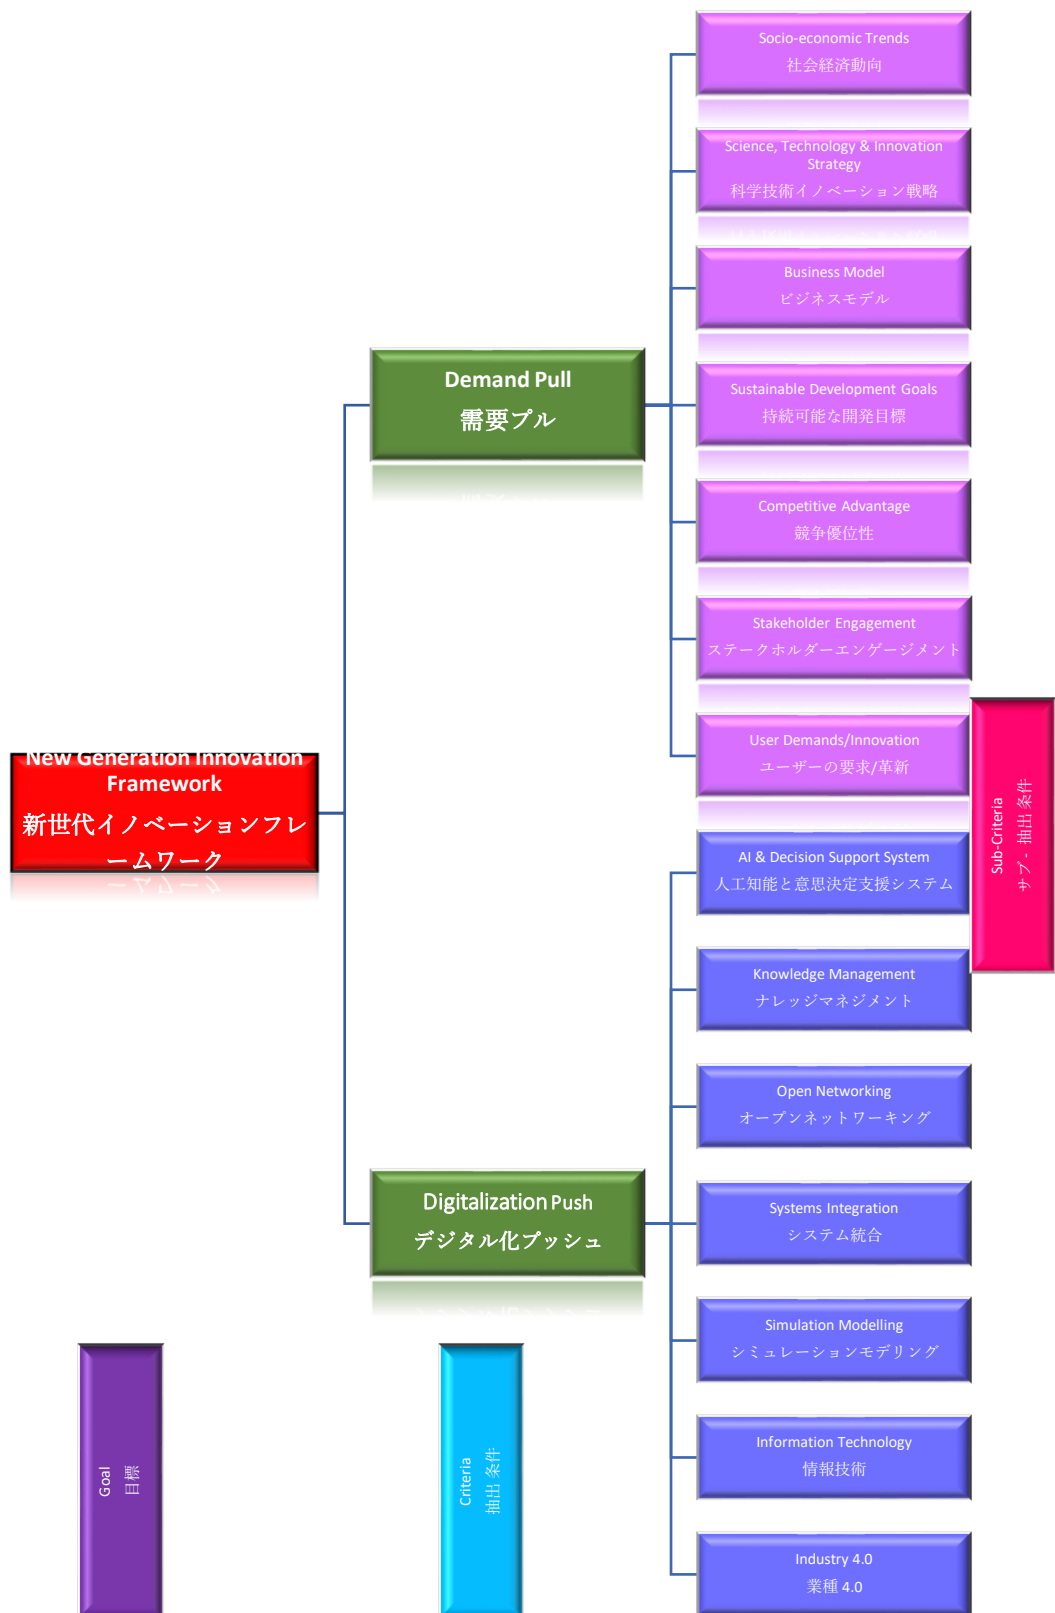 Socio-economic Trends
社会経済動向
Science, Technology & Innovation
Strategy
科学技術イノベーション戦略
Business Model
ビジネスモデル
Demand Pull
需要プル
Sustainable Development Goals
持続可能な開発目標
Competitive Advantage
競争優位性
Stakeholder Engagement
ステークホルダーエンゲージメント
User Demands/Innovation
ユーザーの要求/革新
New Generation Innovation
Framework
新世代イノベーションフレ
ームワーク
Sub-Criteria
サブ - 抽出条件
AI & Decision Support System
人工知能と意思決定支援システム
Knowledge Management
ナレッジマネジメント
Open Networking
オープンネットワーキング
Digitalization Push
デジタル化プッシュ
Systems Integration
システム統合
Simulation Modelling
シミュレーションモデリング
Information Technology
情報技術
Industry 4.0
業種 4.0
Goal
目標
Criteria
抽出条件